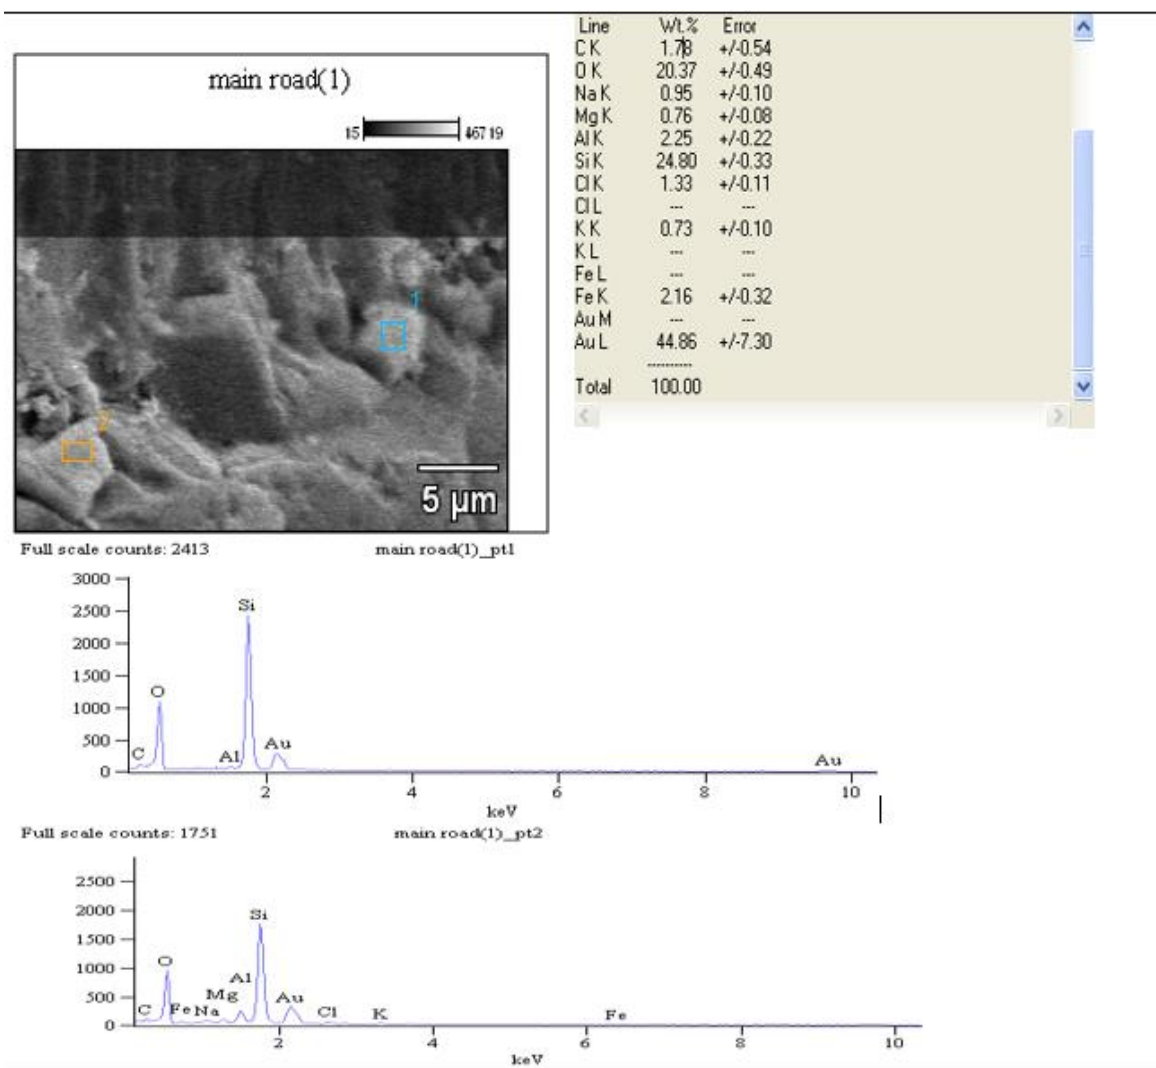 main road(1)
15 46719
1
2
5 µm
Line Wt.% Error
C K 1.78 +/-0.54
O K 20.37 +/-0.49
Na K 0.95 +/-0.10
Mg K 0.76 +/-0.08
Al K 2.25 +/-0.22
Si K 24.80 +/-0.33
Cl K 1.33 +/-0.11
Cl L --- ---
K K 0.73 +/-0.10
K L --- ---
Fe L --- ---
Fe K 2.16 +/-0.32
Au M --- ---
Au L 44.86 +/-7.30
----------
Total 100.00
Full scale counts: 2413 main road(1)_pt1
3000
2500
2000
1500
1000
500
0
Si
O
C
Al
Au
Au
2 4 6 8 10
keV
Full scale counts: 1751 main road(1)_pt2
2500
2000
1500
1000
500
0
Si
O
Al
Mg
Au
C Fe Na Cl K Fe
2 4 6 8 10
keV